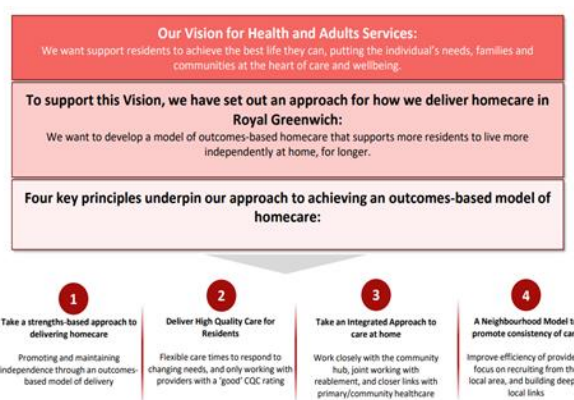 Our Vision for Health and Adults Services:
We want support residents to achieve the best life they can, putting the individual's needs, families and
communities at the heart of care and wellbeing.
To support this Vision, we have set out an approach for how we deliver homecare in
Royal Greenwich:
We want to develop a model of outcomes-based homecare that supports more residents to live more
independently at home, for longer.
Four key principles underpin our approach to achieving an outcomes-based model of
homecare:
1
Take a strengths-based approach to
delivering homecare
Promoting and maintaining
independence through an outcomes-
based model of delivery
2
Deliver High Quality Care for
Residents
Flexible care times to respond to
changing needs, and only working with
providers with a 'good' CQC rating
3
Take an Integrated Approach to
care at home
Work closely with the community
hub, joint working with
reablement, and closer links with
primary/community healthcare
4
A Neighbourhood Model
promote consistency of
Improve efficiency of
focus on recruiting from
local area, and building
local links